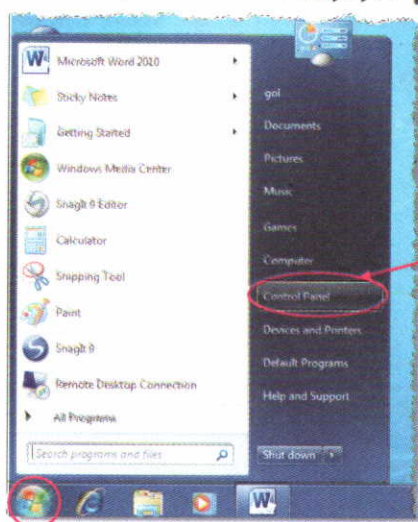 Microsoft Word 2010
Sticky Notes
Getting Started
Windows Media Center
SnagIt 9 Editor
Calculator
Snipping Tool
Paint
SnagIt 9
Remote Desktop Connection
All Programs
Search programs and files
gol
Documents
Pictures
Music
Games
Computer
Control Panel
Devices and Printers
Default Programs
Help and Support
Shut down